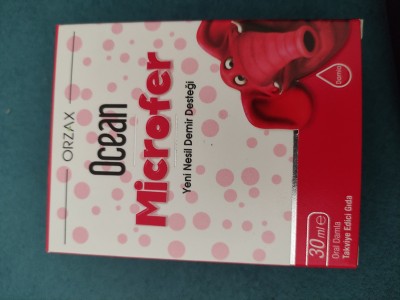 ORZAX
Ocean
Microfer
Yeni Nesil Demir Desteği
Damla
30 ml e
Oral Damla
Takviye Edici Gıda